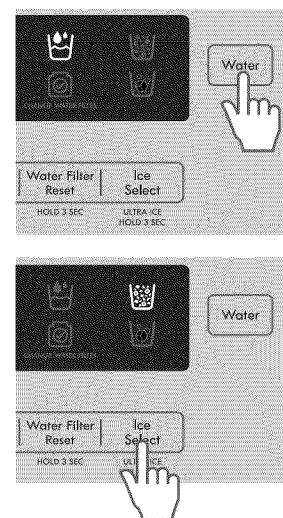 Water
CHANGE WATER FILTER
Water Filter
Reset
Ice
Select
HOLD 3 SEC
ULTRA ICE
HOLD 3 SEC
Water
CHANGE WATER FILTER
Water Filter
Reset
Ice
Select
HOLD 3 SEC